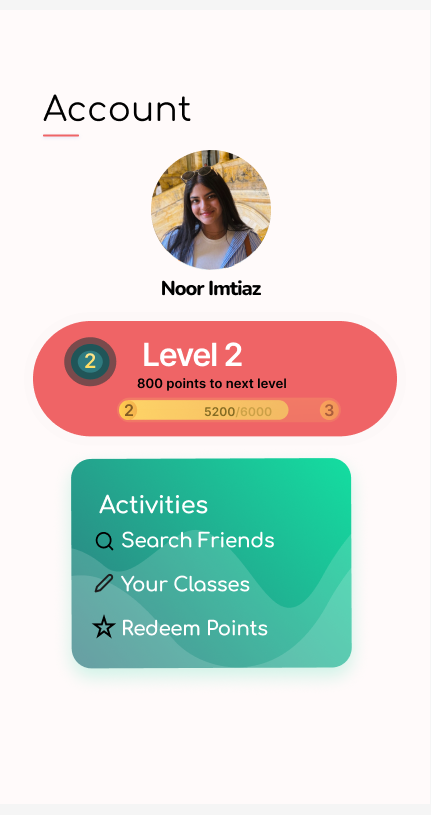 Account
Noor Imtiaz
2
Level 2
800 points to next level
2 5200/6000 3
Activities
Search Friends
Your Classes
Redeem Points